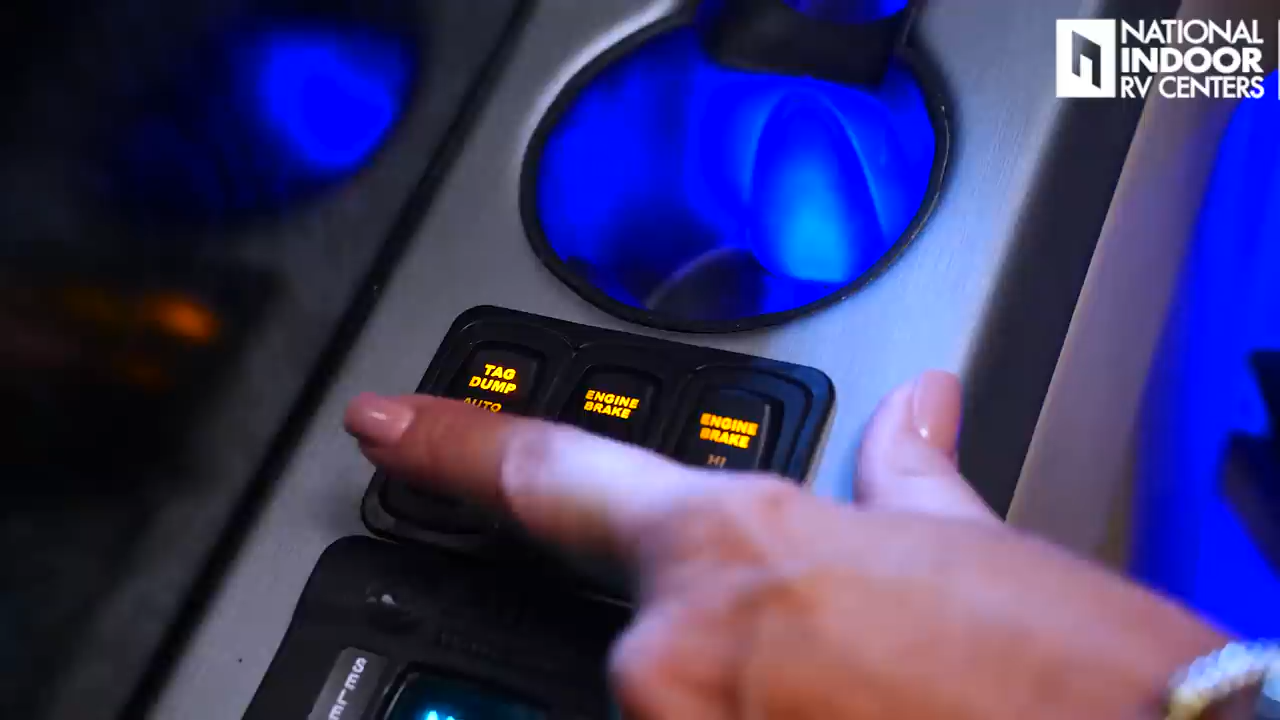 NATIONAL
INDOOR
RV CENTERS
TAG
DUMP
AUTO
ENGINE
BRAKE
ENGINE
BRAKE
HI